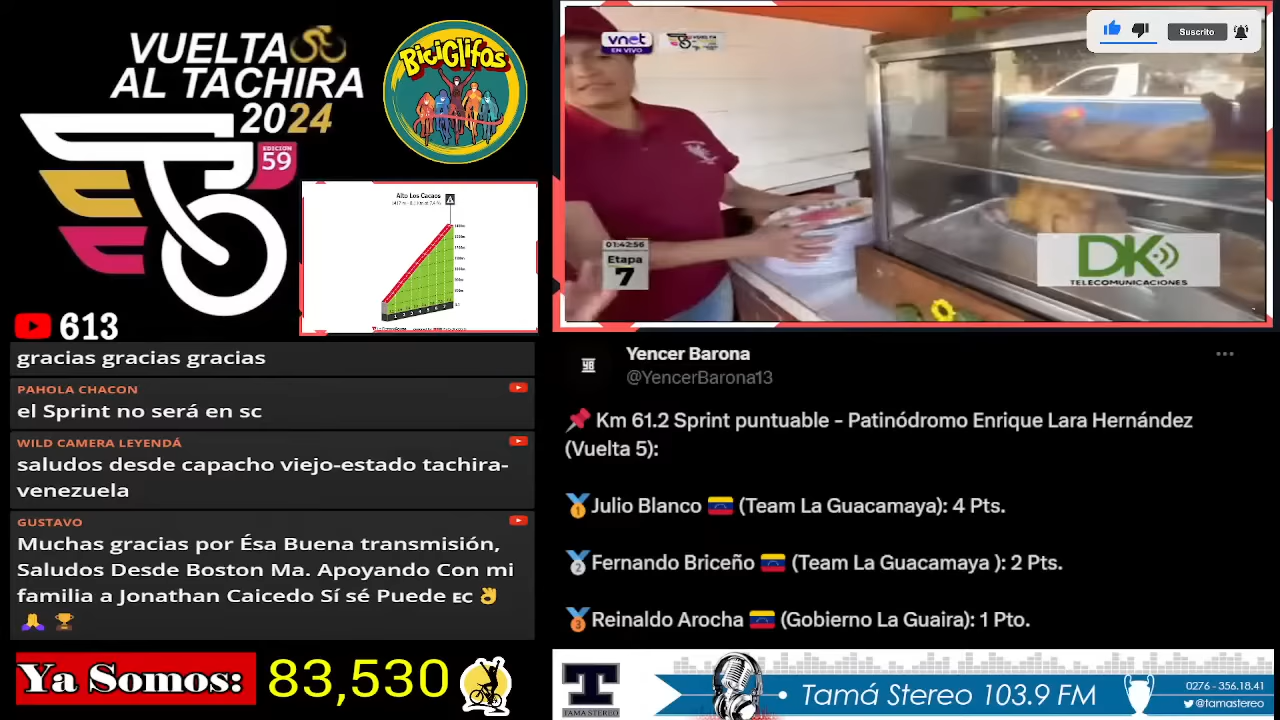 VUELTA
AL TACHIRA
2024
EDICION
59
BiciGlifos
Alto Los Cacaos
613
gracias gracias gracias
PAHOLA CHACON
el Sprint no será en sc
WILD CAMERA LEYENDÁ
saludos desde capacho viejo-estado tachira-
venezuela
GUSTAVO
Muchas gracias por Ésa Buena transmisión,
Saludos Desde Boston Ma. Apoyando Con mi
familia a Jonathan Caicedo Sí sé Puede ᴇᴄ 👌
🙏 🏆
Ya Somos: 83,530
vnet
EN VIVO
Suscrito
01:42:56
Etapa
7
DK
TELECOMUNICACIONES
YB
Yencer Barona
@YencerBarona13
📌 Km 61.2 Sprint puntuable - Patinódromo Enrique Lara Hernández
(Vuelta 5):
🥇Julio Blanco 🇻🇪 (Team La Guacamaya): 4 Pts.
🥈Fernando Briceño 🇻🇪 (Team La Guacamaya ): 2 Pts.
🥉Reinaldo Arocha 🇻🇪 (Gobierno La Guaira): 1 Pto.
T
TAMA STEREO
Tamá Stereo 103.9 FM
0276 - 356.18.41
@tamastereo